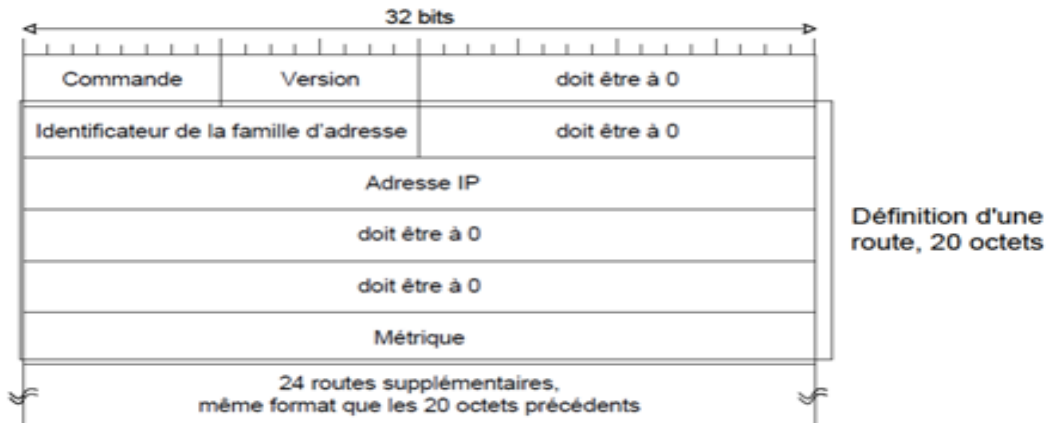 32 bits
Commande
Version
doit être à 0
Identificateur de la famille d'adresse
doit être à 0
Adresse IP
doit être à 0
doit être à 0
Métrique
Définition d'une
route, 20 octets
24 routes supplémentaires,
même format que les 20 octets précédents